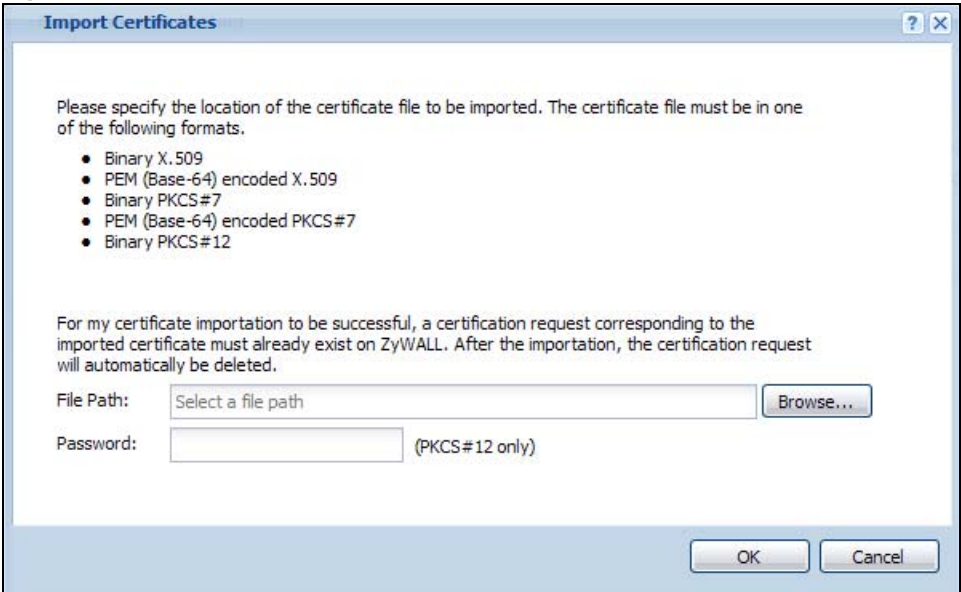 Import Certificates
Please specify the location of the certificate file to be imported. The certificate file must be in one
of the following formats.
● Binary X.509
● PEM (Base-64) encoded X.509
● Binary PKCS#7
● PEM (Base-64) encoded PKCS#7
● Binary PKCS#12
For my certificate importation to be successful, a certification request corresponding to the
imported certificate must already exist on ZyWALL. After the importation, the certification request
will automatically be deleted.
File Path: Select a file path Browse...
Password: (PKCS#12 only)
OK Cancel